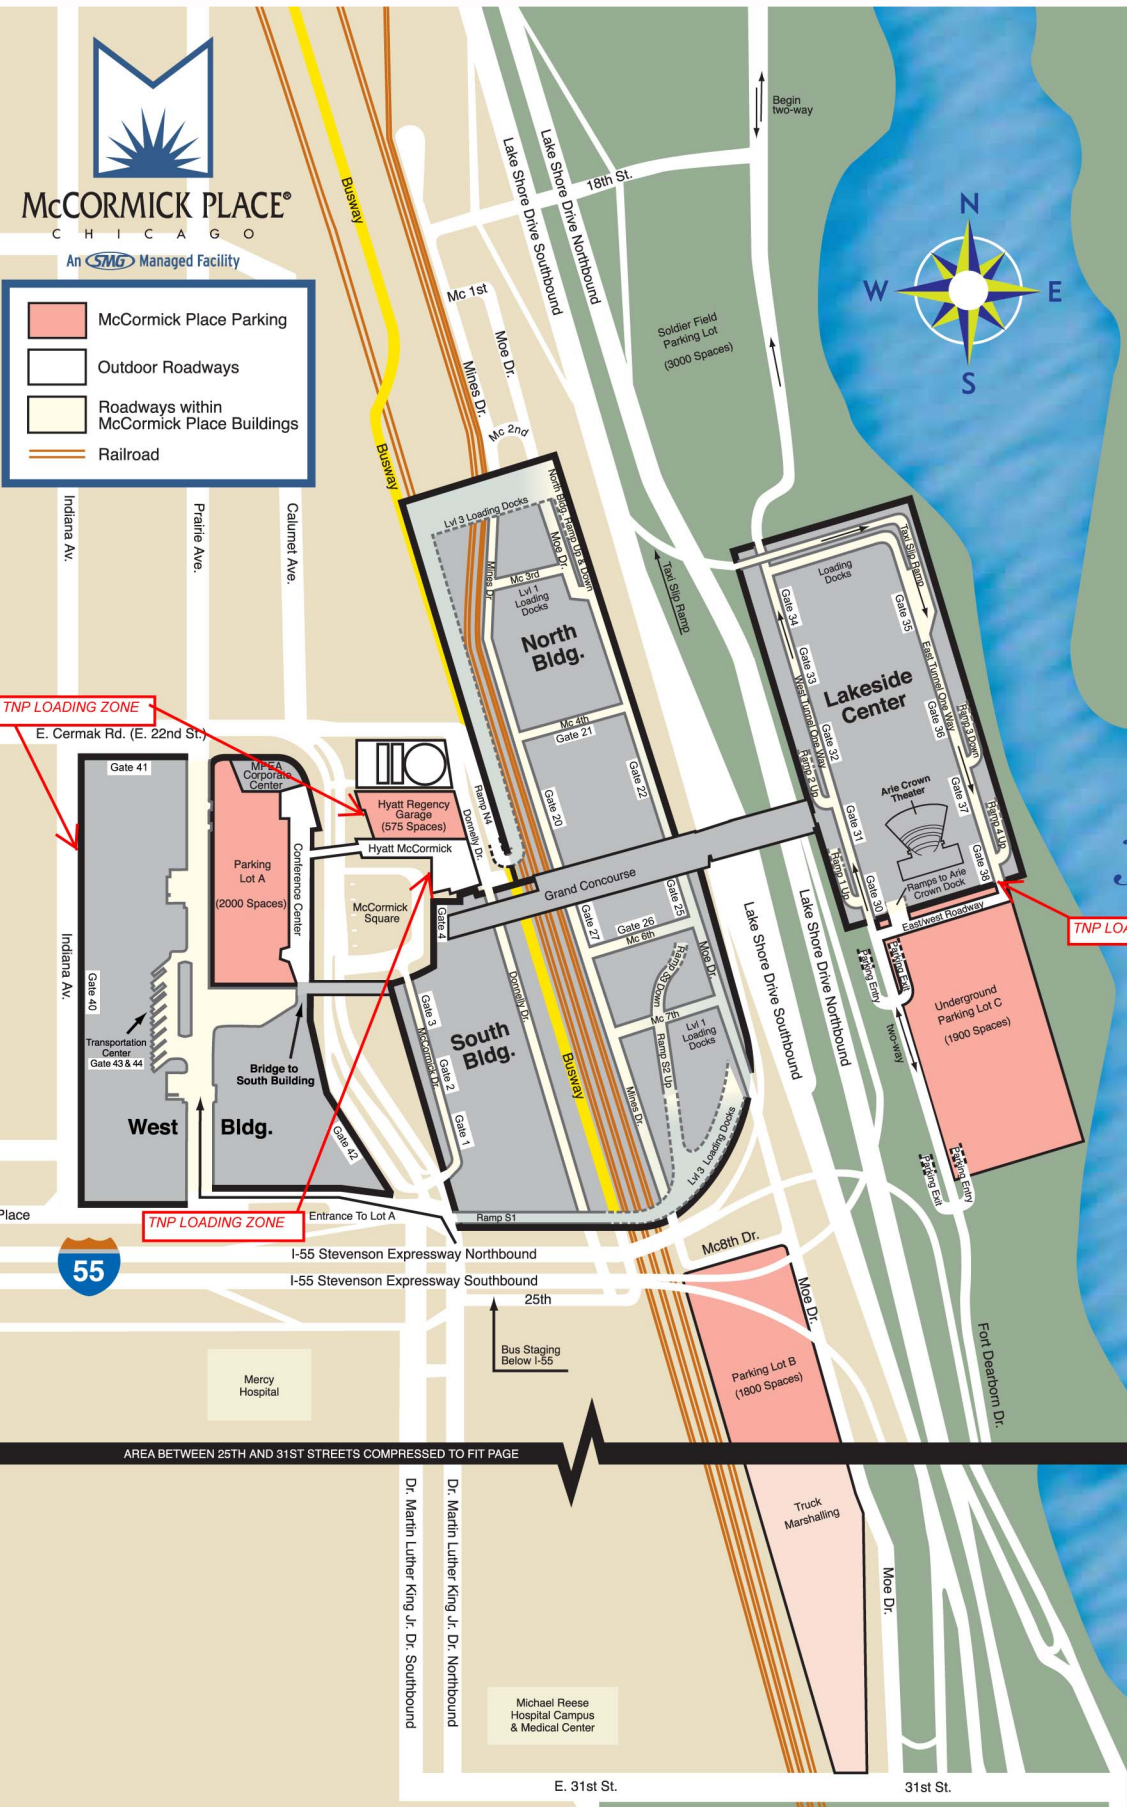 McCORMICK PLACE®
CHICAGO
An SMG Managed Facility
McCormick Place Parking
Outdoor Roadways
Roadways within
McCormick Place Buildings
Railroad
N
W
E
S
Begin
two-way
18th St.
Lake Shore Drive Southbound
Lake Shore Drive Northbound
Busway
Mc 1st
Moe Dr.
Mines Dr.
Mc 2nd
Soldier Field
Parking Lot
(3000 Spaces)
Busway
Indiana Av.
Prairie Ave.
Calumet Ave.
Lvl 3 Loading Docks
North Bldg. Ramp Up & Down
Moe Dr.
Mines Dr
Mc 3rd
Lvl 1
Loading
Docks
North
Bldg.
Taxi Slip Ramp
Mc 4th
Gate 21
Gate 22
Gate 20
Loading
Docks
Taxi Slip Ramp
Gate 34
Gate 35
Gate 33
East Tunnel One Way
West Tunnel One Way
Lakeside
Center
Gate 36
Ramp 3 Down
Gate 32
Ramp 2 Up
Gate 37
Arie Crown
Theater
Gate 31
Ramp 4 Up
Gate 38
Ramp 1 Up
Gate 30
Ramps to Arie
Crown Dock
East/west Roadway
TNP LOADING ZONE
E. Cermak Rd. (E. 22nd St.)
Gate 41
MPEA
Corporate
Center
Hyatt Regency
Garage
(575 Spaces)
Ramp N4
Donnelly Dr.
Hyatt McCormick
Parking
Lot A
(2000 Spaces)
Conference Center
McCormick
Square
Gate 4
Grand Concourse
Gate 25
Gate 26
Gate 27
Mc 6th
Moe Dr.
Ramp S3 Down
Mc 7th
Lvl 1
Loading
Docks
Ramp S2 Up
Lake Shore Drive Southbound
Lake Shore Drive Northbound
TNP LOA
Parking Entry
Parking Exit
Underground
Parking Lot C
(1900 Spaces)
two-way
Parking Exit
Parking Entry
Indiana Av.
Gate 40
Transportation
Center
Gate 43 & 44
Bridge to
South Building
West Bldg.
Gate 42
Gate 3
McCormick Dr.
Gate 2
Gate 1
South
Bldg.
Donnelly Dr.
Busway
Mines Dr.
Lvl 3 Loading Docks
Place
TNP LOADING ZONE
Entrance To Lot A
Ramp S1
55
I-55 Stevenson Expressway Northbound
I-55 Stevenson Expressway Southbound
25th
Mc8th Dr.
Moe Dr.
Bus Staging
Below I-55
Mercy
Hospital
Parking Lot B
(1800 Spaces)
Fort Dearborn Dr.
AREA BETWEEN 25TH AND 31ST STREETS COMPRESSED TO FIT PAGE
Dr. Martin Luther King Jr. Dr. Southbound
Dr. Martin Luther King Jr. Dr. Northbound
Truck
Marshalling
Moe Dr.
Michael Reese
Hospital Campus
& Medical Center
E. 31st St.
31st St.